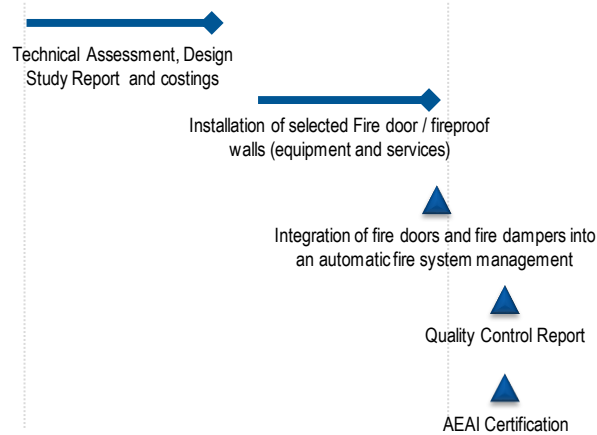 Technical Assessment, Design
Study Report and costings
Installation of selected Fire door / fireproof
walls (equipment and services)
Integration of fire doors and fire dampers into
an automatic fire system management
Quality Control Report
AEAI Certification